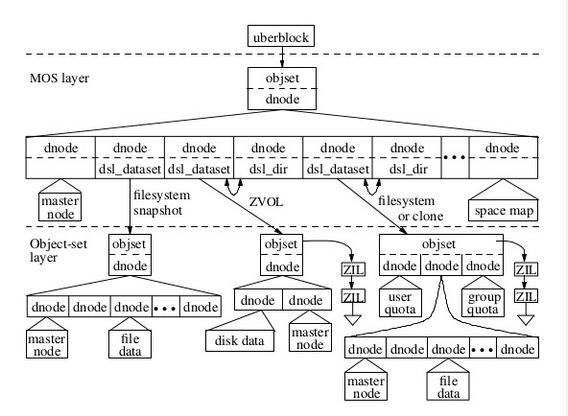 uberblock
MOS layer
objset
dnode
dnode dnode dnode dnode dnode dnode ••• dnode
dsl_dataset dsl_dataset dsl_dir dsl_dataset dsl_dir
master
node
filesystem
snapshot
ZVOL
filesystem
or clone
space map
Object-set
layer
objset
dnode
objset
dnode
ZIL
ZIL
objset
dnode dnode dnode
ZIL
ZIL
user
quota
group
quota
dnode dnode dnode ••• dnode
master
node
file
data
dnode dnode
disk data
master
node
dnode dnode dnode ••• dnode
master
node
file
data